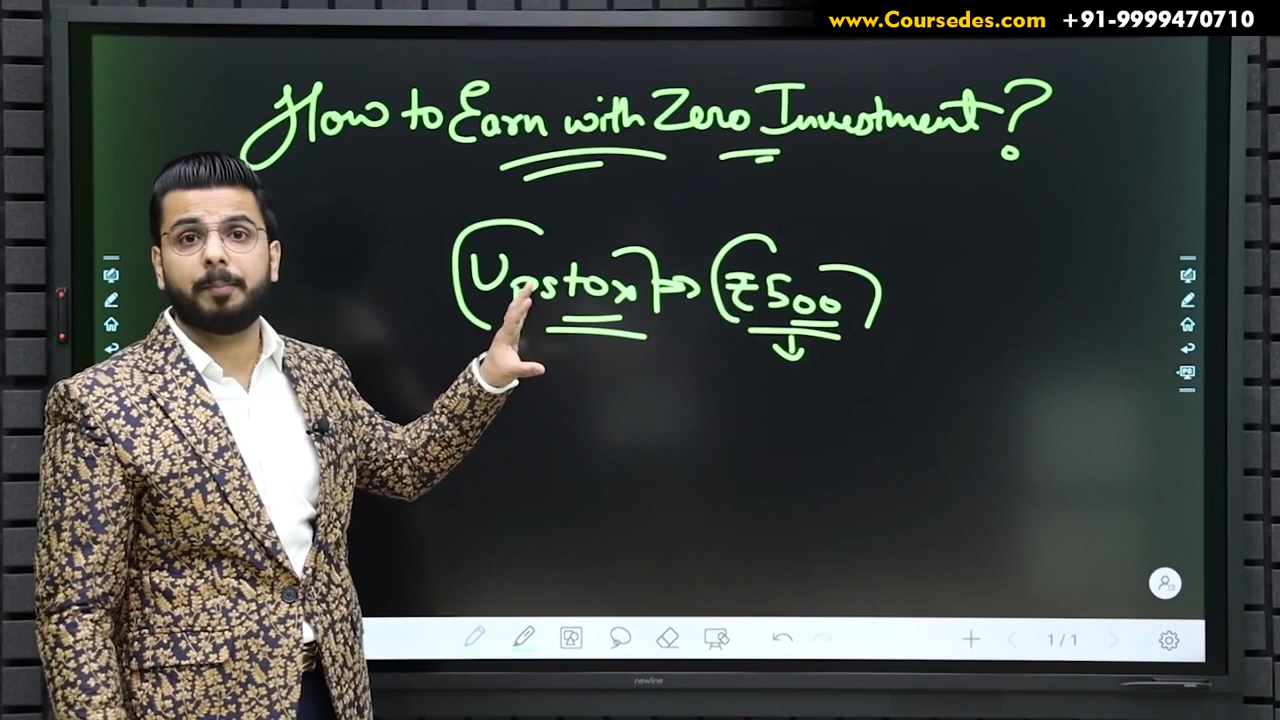 www.Coursedes.com +91-9999470710
How to Earn with Zero Investment?
(Upstox) ⇒ (₹500)
↓
1/1
newline